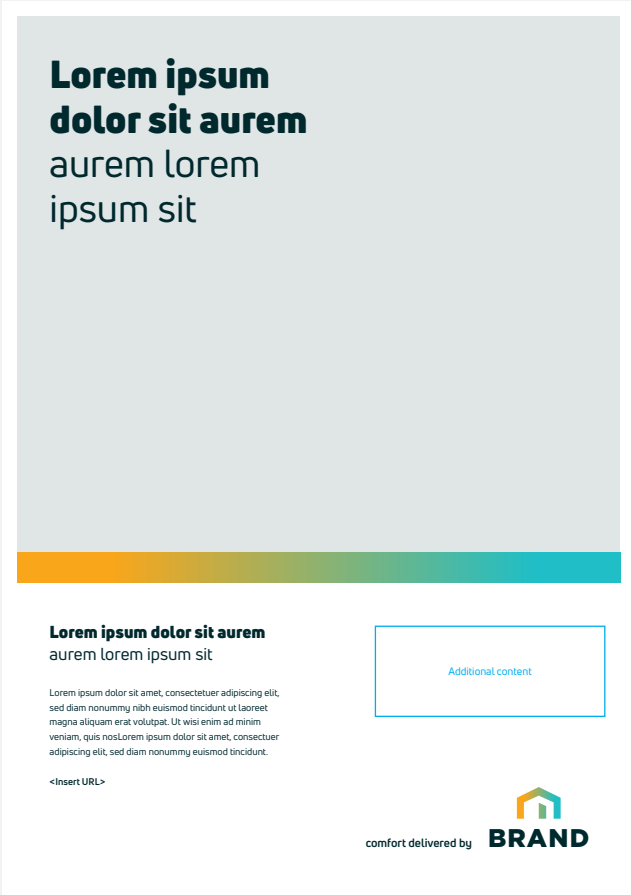 Lorem ipsum
dolor sit aurem
aurem lorem
ipsum sit
Lorem ipsum dolor sit aurem
aurem lorem ipsum sit
Lorem ipsum dolor sit amet, consectetuer adipiscing elit,
sed diam nonummy nibh euismod tincidunt ut laoreet
magna aliquam erat volutpat. Ut wisi enim ad minim
veniam, quis nosLorem ipsum dolor sit amet, consectuer
adipiscing elit, sed diam nonummy euismod tincidunt.
<Insert URL>
Additional content
comfort delivered by
BRAND